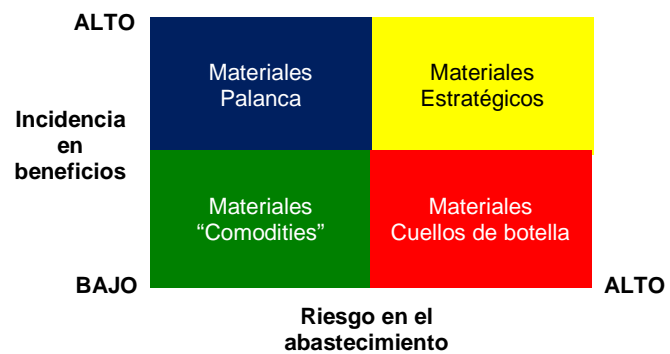 ALTO
Materiales
Palanca
Materiales
Estratégicos
Incidencia
en
beneficios
Materiales
“Comodities”
Materiales
Cuellos de botella
BAJO
ALTO
Riesgo en el
abastecimiento